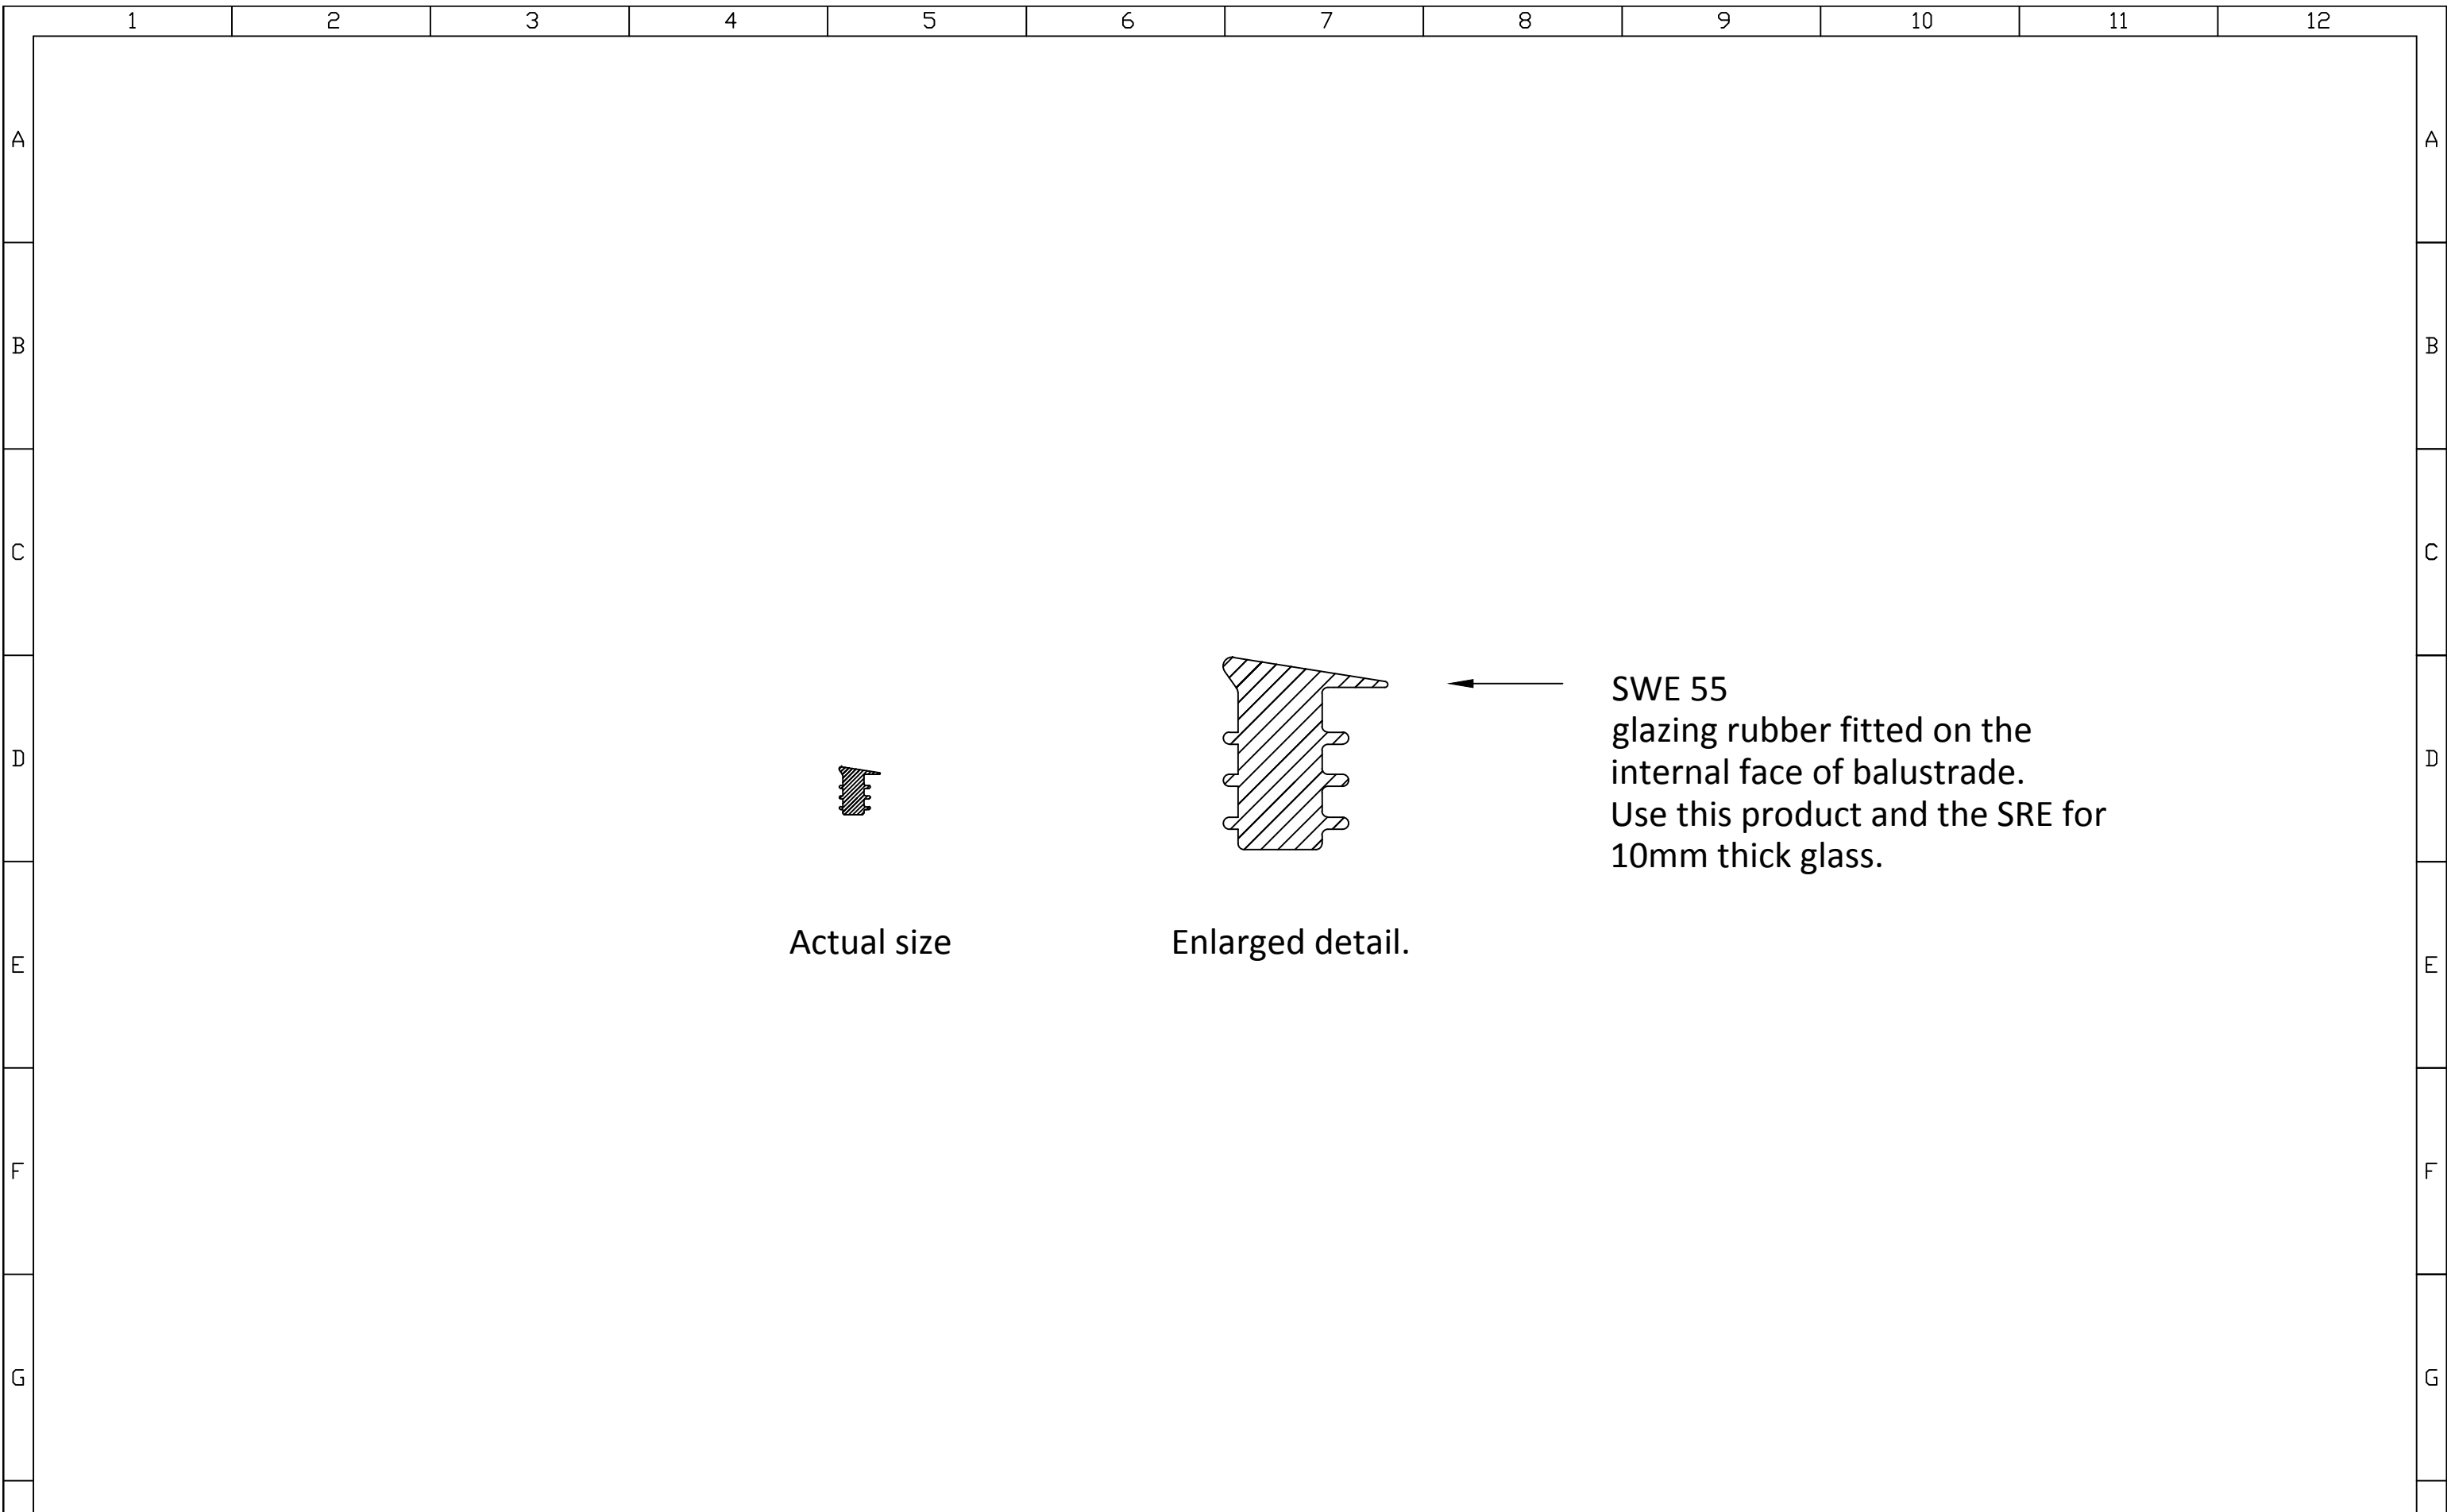 1 2 3 4 5 6 7 8 9 10 11 12
A A
B B
C C
D D
SWE 55
glazing rubber fitted on the
internal face of balustrade.
Use this product and the SRE for
10mm thick glass.
Actual size Enlarged detail.
E E
F F
G G